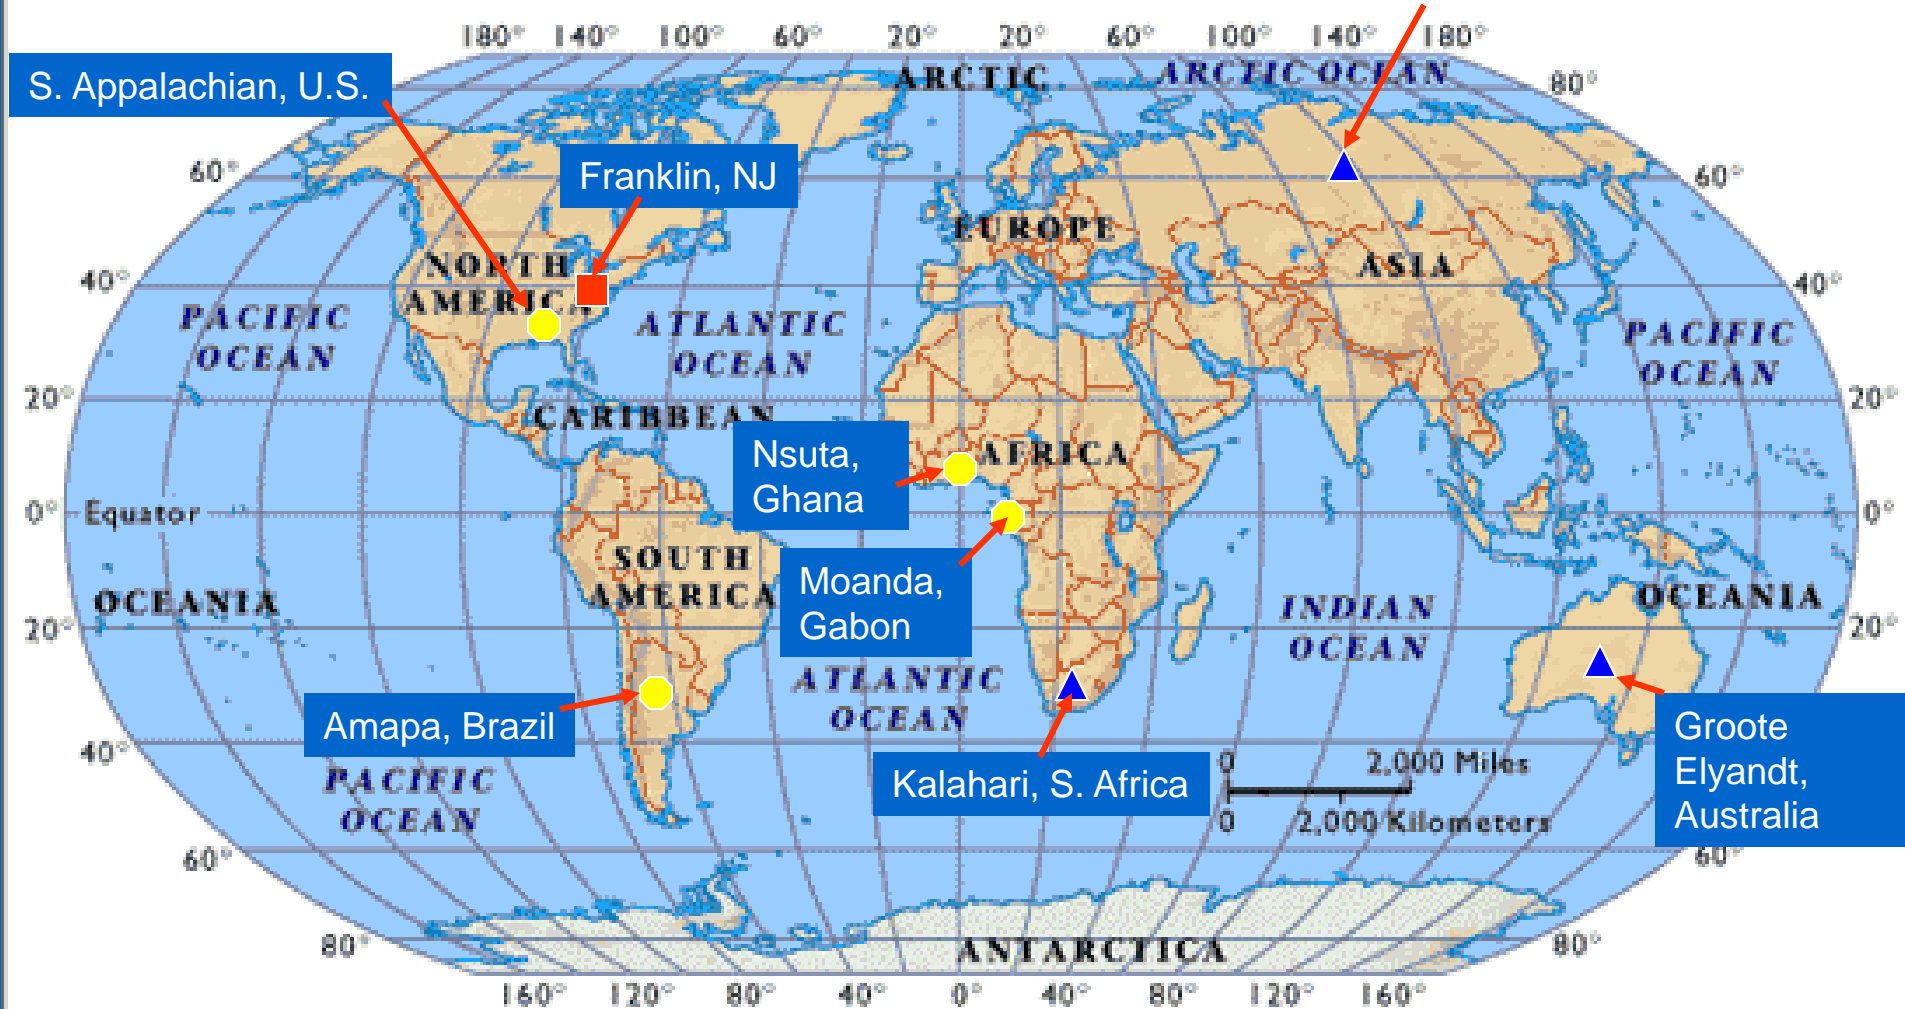 180° 140° 100° 60° 20° 20° 60° 100° 140° 180°
ARCTIC
ARCTIC OCEAN
80°
S. Appalachian, U.S.
Franklin, NJ
60°
60°
EUROPE
NORTH
AMERICA
ASIA
40°
40°
PACIFIC
OCEAN
ATLANTIC
OCEAN
PACIFIC
OCEAN
20°
20°
CARIBBEAN
Nsuta,
Ghana
AFRICA
0°
Equator
0°
SOUTH
AMERICA
Moanda,
Gabon
OCEANIA
INDIAN
OCEAN
OCEANIA
20°
20°
ATLANTIC
OCEAN
Amapa, Brazil
Groote
Elyandt,
Australia
40°
PACIFIC
OCEAN
Kalahari, S. Africa
0 2,000 Miles
0 2,000 Kilometers
60°
60°
80°
ANTARCTICA
80°
160° 120° 80° 40° 0° 40° 80° 120° 160°